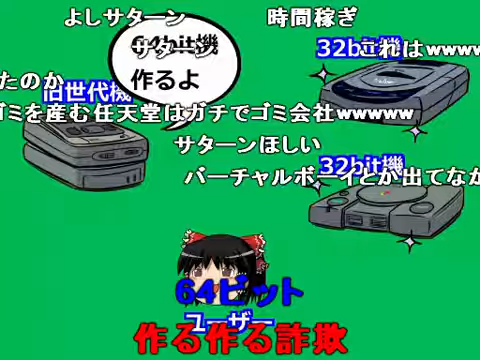 よしサターン
時間稼ぎ
64bit機
作るよ
サターン
32bit機
これはwwww
たのか
旧世代機
ゴミを産む任天堂はガチでゴミ会社wwwww
サターンほしい
32bit機
バーチャルボーイとか出てなか
64ビット
ユーザー
作る作る詐欺